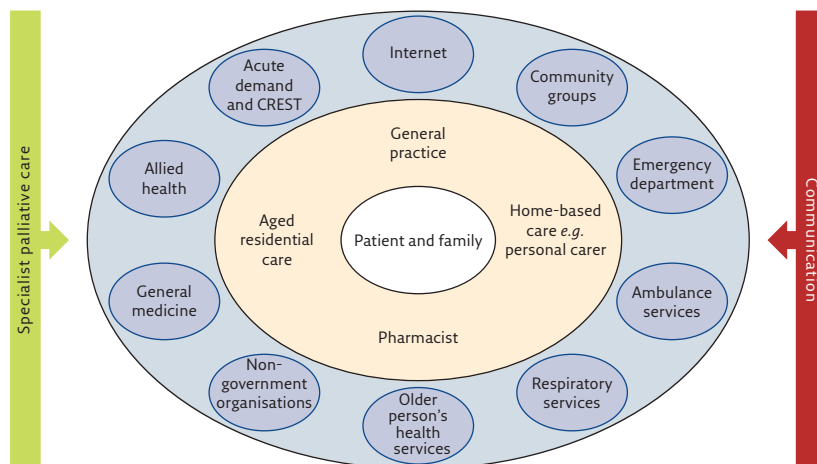 Specialist palliative care
Internet
Acute
demand
and CREST
Community
groups
General
practice
Allied
health
Emergency
department
Aged
residential
care
Patient and family
Home-based
care e.g.
personal carer
General
medicine
Ambulance
services
Pharmacist
Non-
government
organisations
Older
person's
health
services
Respiratory
services
Communication